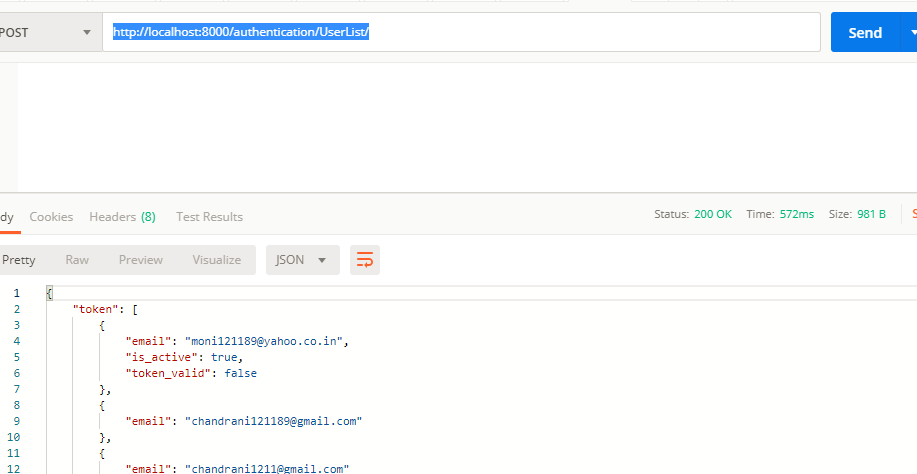 POST http://localhost:8000/authentication/UserList/ Send
dy Cookies Headers (8) Test Results Status: 200 OK Time: 572ms Size: 981 B S
Pretty Raw Preview Visualize JSON
1 {
2 "token": [
3 {
4 "email": "moni121189@yahoo.co.in",
5 "is_active": true,
6 "token_valid": false
7 },
8 {
9 "email": "chandrani121189@gmail.com"
10 },
11 {
12 "email": "chandrani1211@gmail.com"